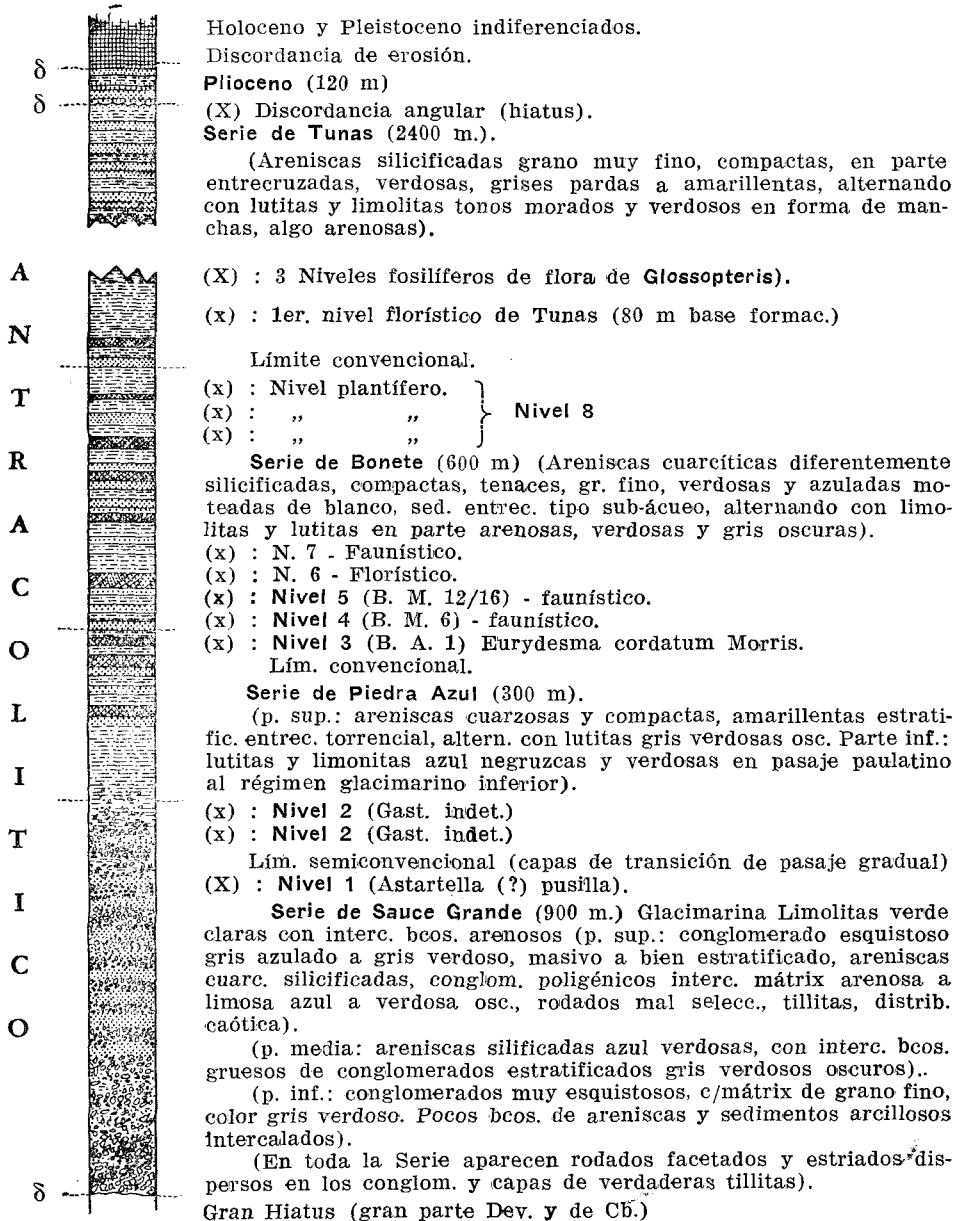 Holoceno y Pleistoceno indiferenciados.
Discordancia de erosión.
δ
Plioceno (120 m)
δ
(X) Discordancia angular (hiatus).
Serie de Tunas (2400 m.).
(Areniscas silicificadas grano muy fino, compactas, en parte
entrecruzadas, verdosas, grises pardas a amarillentas, alternando
con lutitas y limolitas tonos morados y verdosos en forma de man-
chas, algo arenosas).
ANTRACOLITICO
(X) : 3 Niveles fosilíferos de flora de Glossopteris).
(x) : 1er. nivel florístico de Tunas (80 m base formac.)
Límite convencional.
(x) : Nivel plantífero.
(x) : ,, ,,
(x) : ,, ,,
Nivel 8
Serie de Bonete (600 m) (Areniscas cuarcíticas diferentemente
silicificadas, compactas, tenaces, gr. fino, verdosas y azuladas mo-
teadas de blanco, sed. entrec. tipo sub-ácueo, alternando con limo-
litas y lutitas en parte arenosas, verdosas y gris oscuras).
(x) : N. 7 - Faunístico.
(x) : N. 6 - Florístico.
(x) : Nivel 5 (B. M. 12/16) - faunístico.
(x) : Nivel 4 (B. M. 6) - faunístico.
(x) : Nivel 3 (B. A. 1) Eurydesma cordatum Morris.
Lím. convencional.
Serie de Piedra Azul (300 m).
(p. sup.: areniscas cuarzosas y compactas, amarillentas estrati-
fic. entrec. torrencial, altern. con lutitas gris verdosas osc. Parte inf.:
lutitas y limonitas azul negruzcas y verdosas en pasaje paulatino
al régimen glacimarino inferior).
(x) : Nivel 2 (Gast. indet.)
(x) : Nivel 2 (Gast. indet.)
Lím. semiconvencional (capas de transición de pasaje gradual)
(X) : Nivel 1 (Astartella (?) pusilla).
Serie de Sauce Grande (900 m.) Glacimarina Limolitas verde
claras con interc. bcos. arenosos (p. sup.: conglomerado esquistoso
gris azulado a gris verdoso, masivo a bien estratificado, areniscas
cuarc. silicificadas, conglom. poligénicos interc. mátrix arenosa a
limosa azul a verdosa osc., rodados mal selecc., tillitas, distrib.
caótica).
(p. media: areniscas silificadas azul verdosas, con interc. bcos.
gruesos de conglomerados estratificados gris verdosos oscuros)..
(p. inf.: conglomerados muy esquistosos, c/mátrix de grano fino,
color gris verdoso. Pocos bcos. de areniscas y sedimentos arcillosos
intercalados).
(En toda la Serie aparecen rodados facetados y estriados dis-
persos en los conglom. y capas de verdaderas tillitas).
δ
Gran Hiatus (gran parte Dev. y de Cb.)